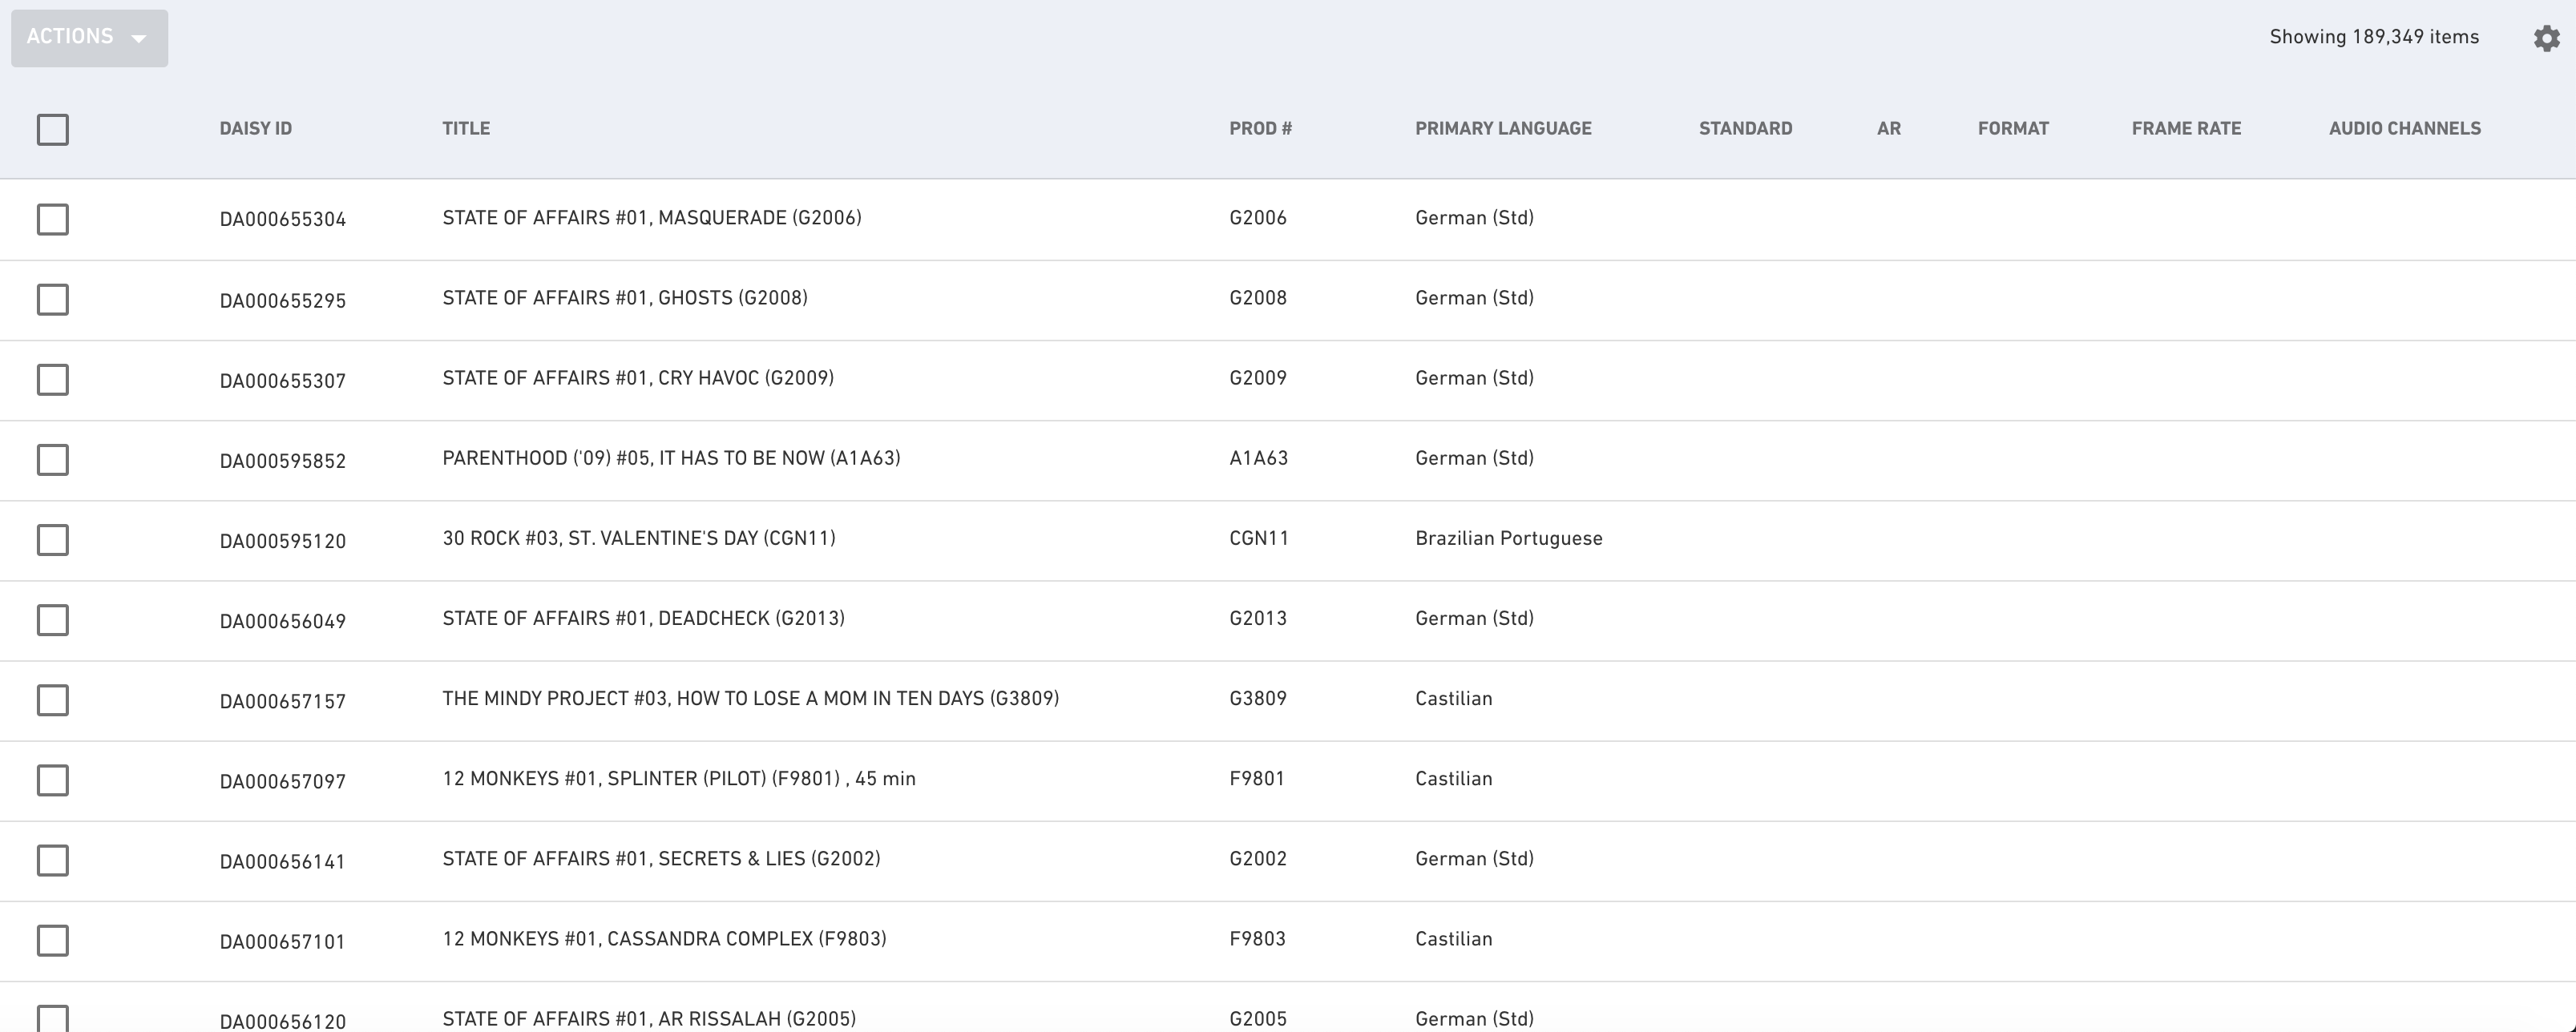 ACTIONS
Showing 189,349 items
DAISY ID TITLE PROD # PRIMARY LANGUAGE STANDARD AR FORMAT FRAME RATE AUDIO CHANNELS
DA000655304 STATE OF AFFAIRS #01, MASQUERADE (G2006) G2006 German (Std)
DA000655295 STATE OF AFFAIRS #01, GHOSTS (G2008) G2008 German (Std)
DA000655307 STATE OF AFFAIRS #01, CRY HAVOC (G2009) G2009 German (Std)
DA000595852 PARENTHOOD ('09) #05, IT HAS TO BE NOW (A1A63) A1A63 German (Std)
DA000595120 30 ROCK #03, ST. VALENTINE'S DAY (CGN11) CGN11 Brazilian Portuguese
DA000656049 STATE OF AFFAIRS #01, DEADCHECK (G2013) G2013 German (Std)
DA000657157 THE MINDY PROJECT #03, HOW TO LOSE A MOM IN TEN DAYS (G3809) G3809 Castilian
DA000657097 12 MONKEYS #01, SPLINTER (PILOT) (F9801) , 45 min F9801 Castilian
DA000656141 STATE OF AFFAIRS #01, SECRETS & LIES (G2002) G2002 German (Std)
DA000657101 12 MONKEYS #01, CASSANDRA COMPLEX (F9803) F9803 Castilian
DA000656120 STATE OF AFFAIRS #01, AR RISSALAH (G2005) G2005 German (Std)